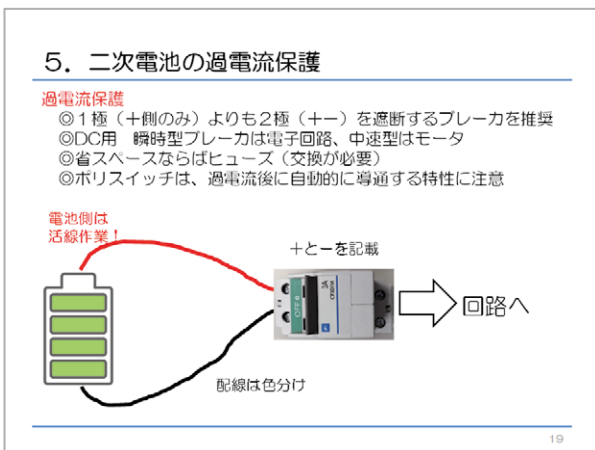 5．二次電池の過電流保護
過電流保護
◎１極（＋側のみ）よりも２極（＋－）を遮断するブレーカを推奨
◎DC用　瞬時型ブレーカは電子回路、中速型はモータ
◎省スペースならばヒューズ（交換が必要）
◎ポリスイッチは、過電流後に自動的に導通する特性に注意
電池側は
活線作業！
＋と－を記載
OFF
3A
回路へ
配線は色分け
19